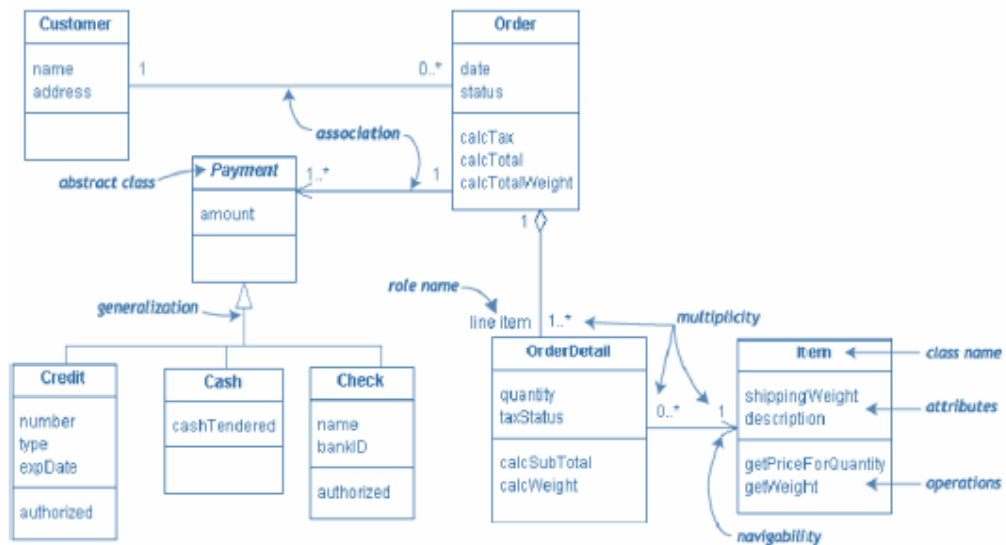 Customer
name
address
1
0..*
Order
date
status
calcTax
calcTotal
calcTotalWeight
association
abstract class
Payment
amount
1..*
1
generalization
1
role name
line item
1..*
multiplicity
Credit
number
type
expDate
authorized
Cash
cashTendered
Check
name
bankID
authorized
OrderDetail
quantity
taxStatus
calcSubTotal
calcWeight
0..*
1
Item
class name
shippingWeight
description
attributes
getPriceForQuantity
getWeight
operations
navigability